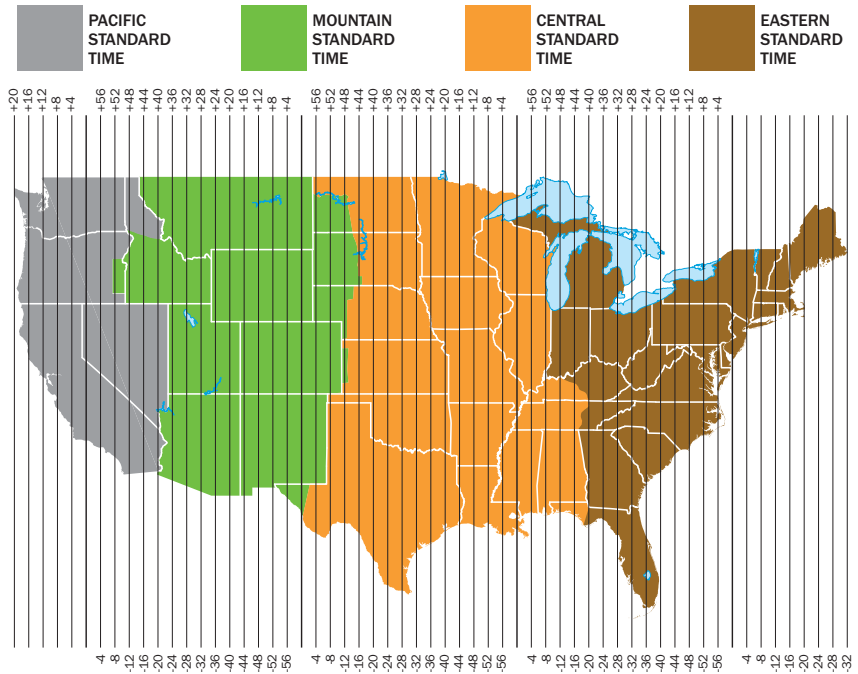 PACIFIC
STANDARD
TIME
MOUNTAIN
STANDARD
TIME
CENTRAL
STANDARD
TIME
EASTERN
STANDARD
TIME
+20 +16 +12 +8 +4 +56 +52 +48 +44 +40 +36 +32 +28 +24 +20 +16 +12 +8 +4 +56 +52 +48 +44 +40 +36 +32 +28 +24 +20 +16 +12 +8 +4 +56 +52 +48 +44 +40 +36 +32 +28 +24 +20 +16 +12 +8 +4
-4 -8 -12 -16 -20 -24 -28 -32 -36 -40 -44 -48 -52 -56 4 -8 -12 -16 -20 -24 -28 -32 -36 -40 -44 -48 -52 -56 -4 -8 -12 -16 -20 -24 -28 -32 -36 -40 -44 -48 -52 -56 -4 -8 -12 -16 -20 -24 -28 -32